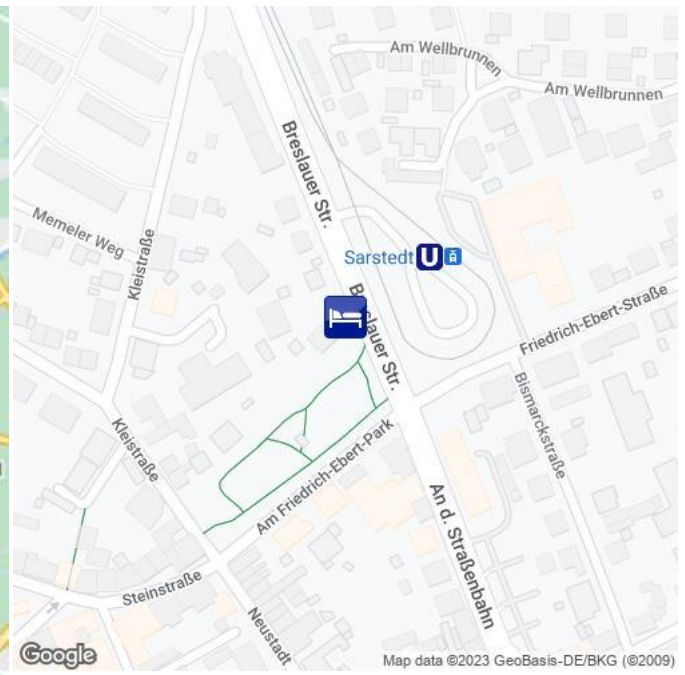 Am Wellbrunnen
Am Wellbrunnen
Breslauer Str.
Memeler Weg
Kleiststraße
Sarstedt U
Breslauer Str.
Friedrich-Ebert-Straße
Bismarckstraße
Kleiststraße
Am Friedrich-Ebert-Park
An d. Straßenbahn
Steinstraße
Neustadt
Google
Map data ©2023 GeoBasis-DE/BKG (©2009)